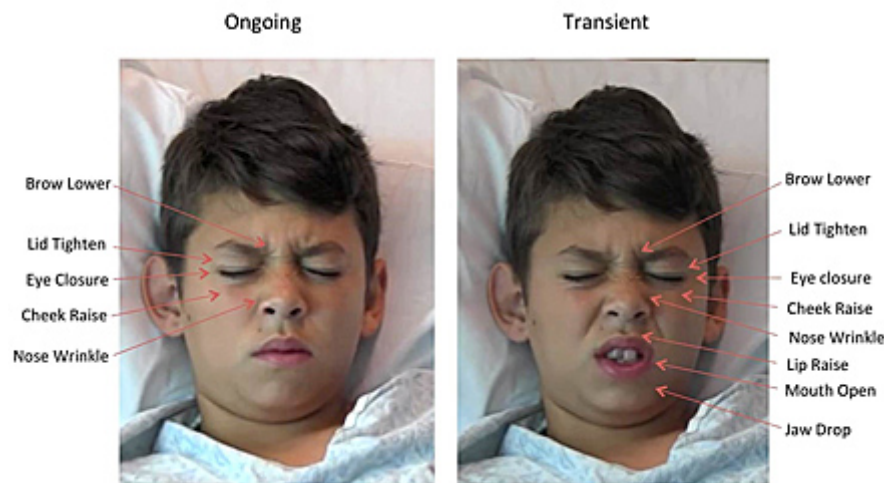 Ongoing
Transient
Brow Lower
Lid Tighten
Eye Closure
Cheek Raise
Nose Wrinkle
Brow Lower
Lid Tighten
Eye closure
Cheek Raise
Nose Wrinkle
Lip Raise
Mouth Open
Jaw Drop